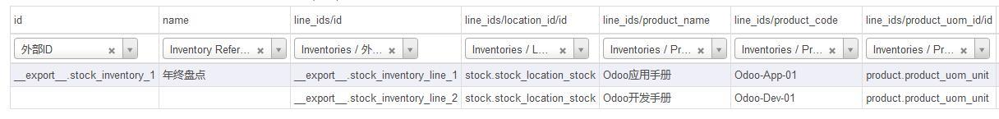 id name line_ids/id line_ids/location_id/id line_ids/product_name line_ids/product_code line_ids/product_uom_id/id
外部ID Inventory Refer... Inventories / 外... Inventories / L... Inventories / Pr... Inventories / Pr... Inventories / Pr...
__export__.stock_inventory_1 年终盘点 __export__.stock_inventory_line_1 stock.stock_location_stock Odoo应用手册 Odoo-App-01 product.product_uom_unit
__export__.stock_inventory_line_2 stock.stock_location_stock Odoo开发手册 Odoo-Dev-01 product.product_uom_unit